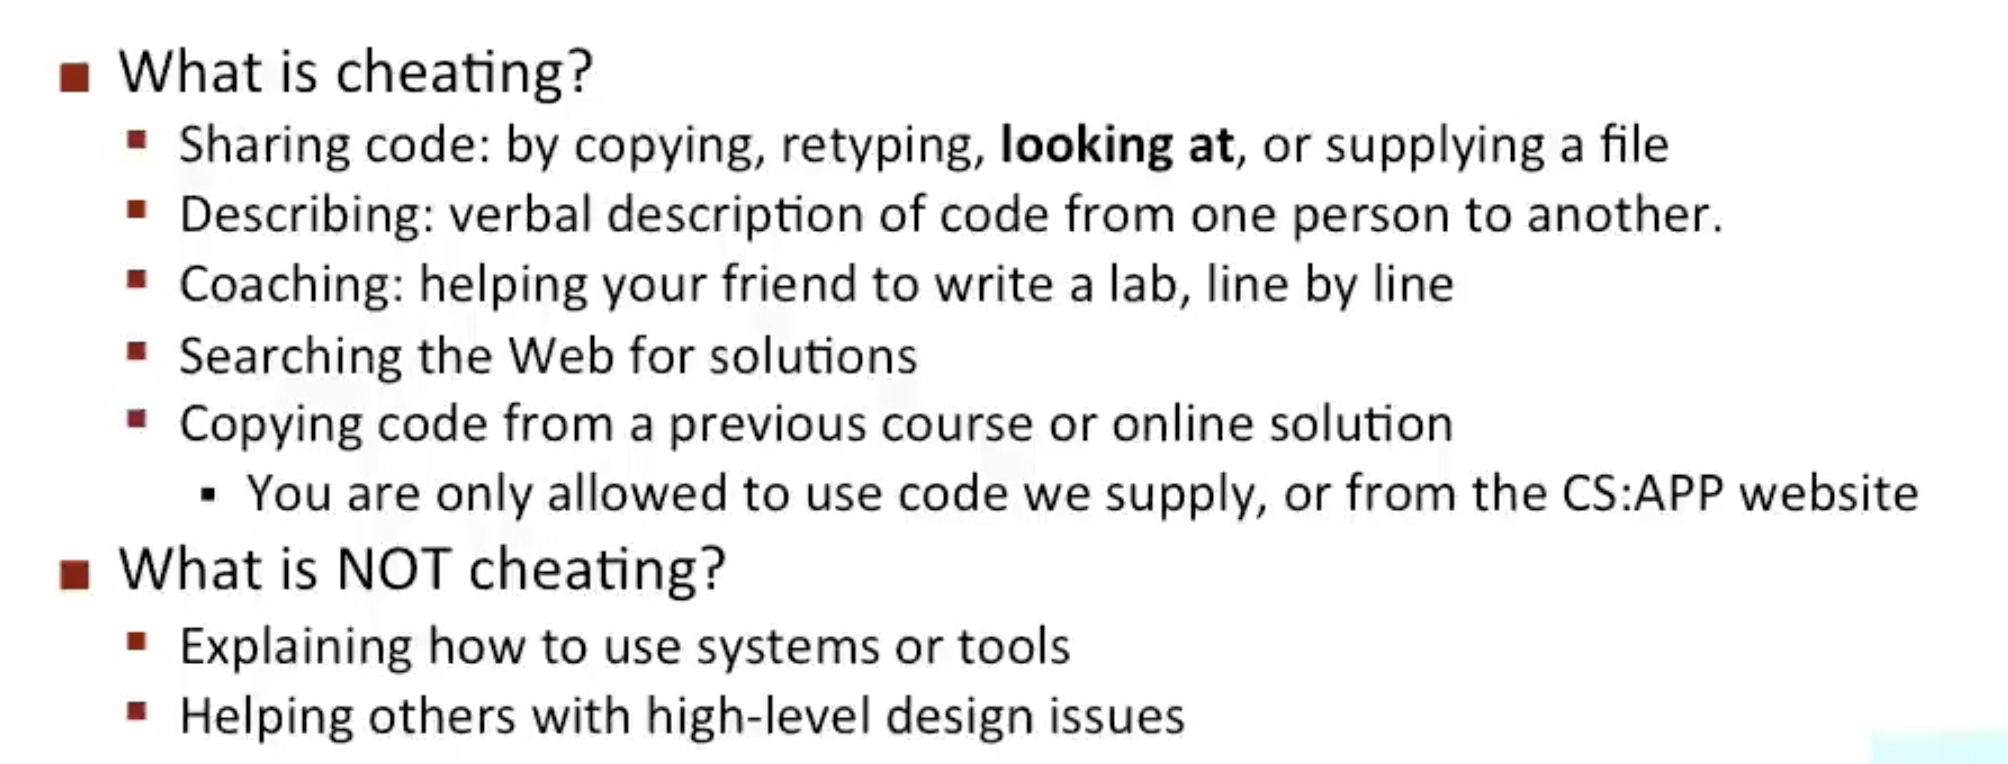 What is cheating?
Sharing code: by copying, retyping, looking at, or supplying a file
Describing: verbal description of code from one person to another.
Coaching: helping your friend to write a lab, line by line
Searching the Web for solutions
Copying code from a previous course or online solution
You are only allowed to use code we supply, or from the CS:APP website
What is NOT cheating?
Explaining how to use systems or tools
Helping others with high-level design issues